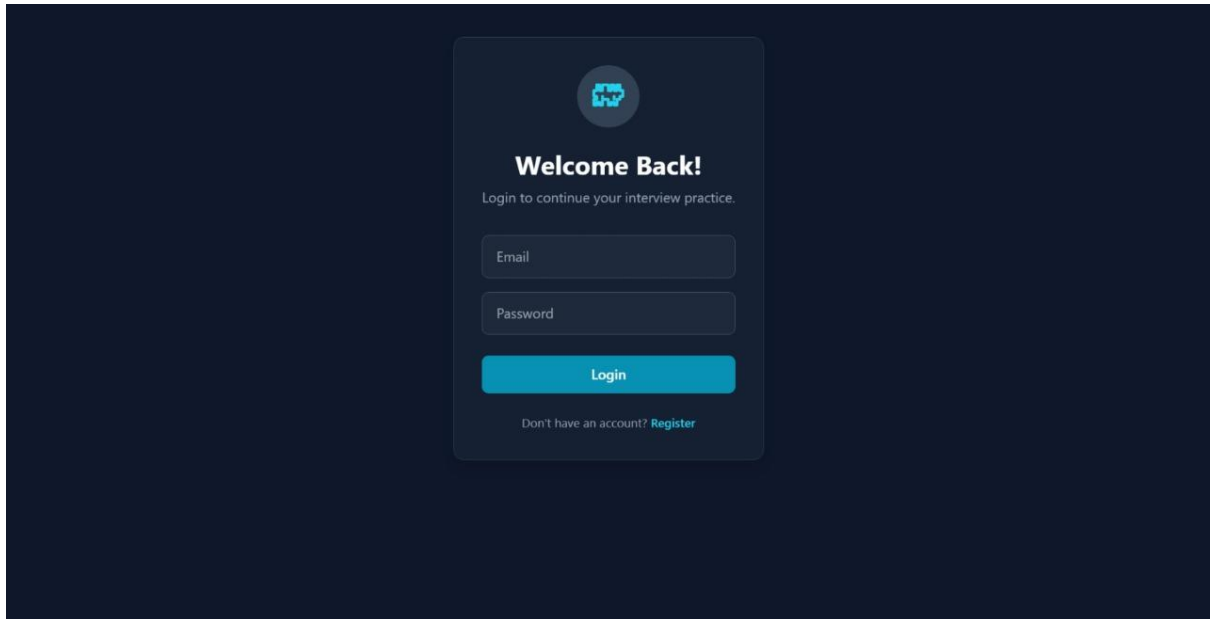 Welcome Back!
Login to continue your interview practice.
Email
Password
Login
Don't have an account? Register